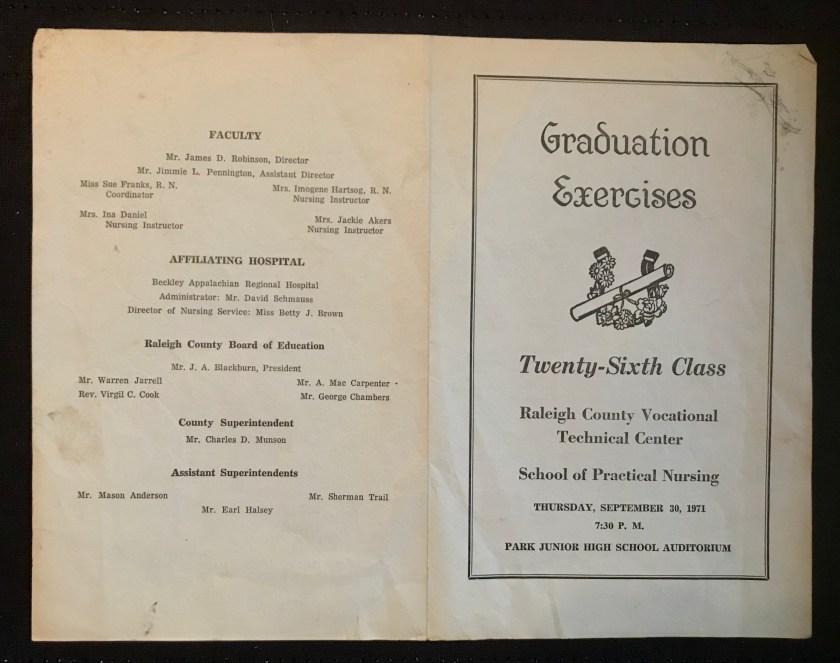 FACULTY
Mr. James D. Robinson, Director
Mr. Jimmie L. Pennington, Assistant Director
Miss Sue Franks, R. N.
Coordinator
Mrs. Imogene Hartsog, R. N.
Nursing Instructor
Mrs. Ina Daniel
Nursing Instructor
Mrs. Jackie Akers
Nursing Instructor
AFFILIATING HOSPITAL
Beckley Appalachian Regional Hospital
Administrator: Mr. David Schmauss
Director of Nursing Service: Miss Betty J. Brown
Raleigh County Board of Education
Mr. J. A. Blackburn, President
Mr. Warren Jarrell
Mr. A. Mac Carpenter
Rev. Virgil C. Cook
Mr. George Chambers
County Superintendent
Mr. Charles D. Munson
Assistant Superintendents
Mr. Mason Anderson
Mr. Sherman Trail
Mr. Earl Halsey
Graduation
Exercises
Twenty-Sixth Class
Raleigh County Vocational
Technical Center
School of Practical Nursing
THURSDAY, SEPTEMBER 30, 1971
7:30 P. M.
PARK JUNIOR HIGH SCHOOL AUDITORIUM